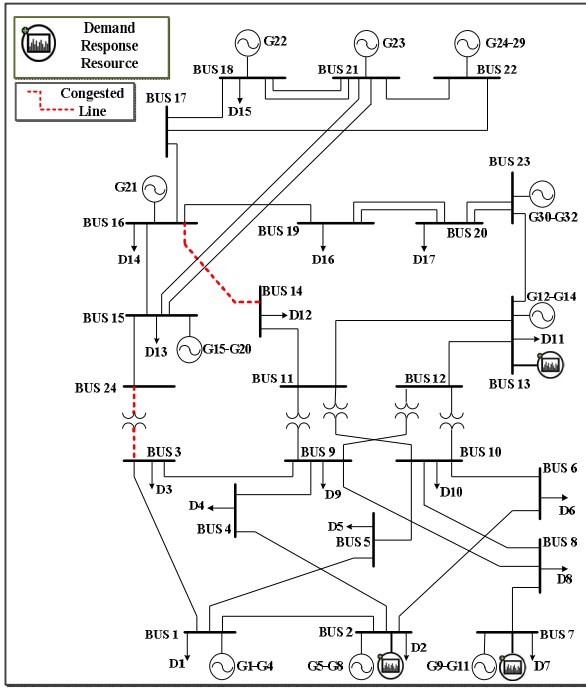 Demand
Response
Resource
Congested
Line
G22
G23
G24-29
BUS 18
BUS 21
BUS 22
D15
BUS 17
BUS 23
G21
G30-G32
BUS 16
BUS 19
BUS 20
D14
D16
D17
BUS 14
G12-G14
D12
BUS 15
D11
D13
G15-G20
BUS 13
BUS 24
BUS 11
BUS 12
BUS 3
BUS 9
BUS 10
BUS 6
D3
D9
D10
D4
D6
BUS 4
D5
BUS 5
BUS 8
D8
BUS 1
BUS 2
BUS 7
D1
G1-G4
G5-G8
D2
G9-G11
D7